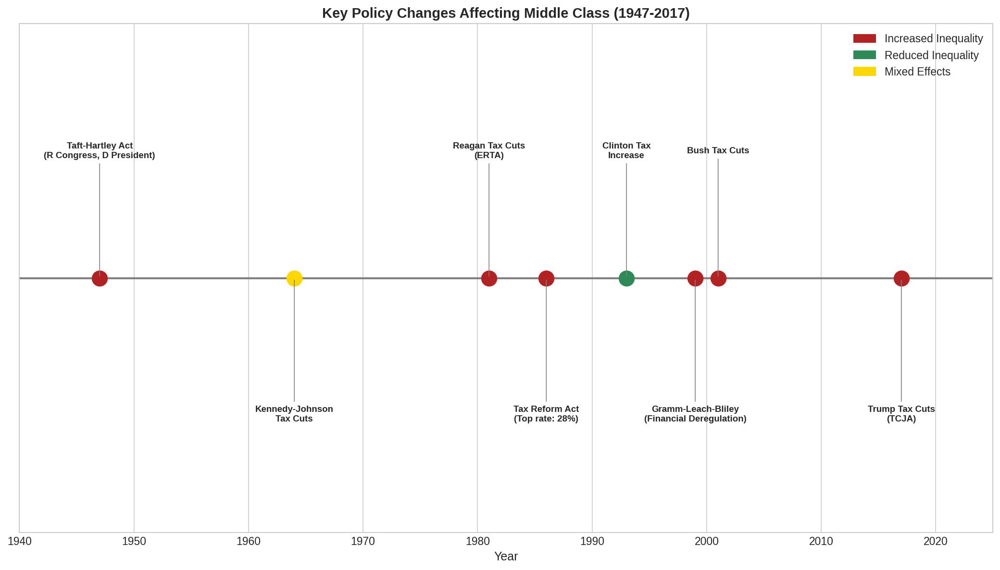 Key Policy Changes Affecting Middle Class (1947-2017)
Increased Inequality
Reduced Inequality
Mixed Effects
Taft-Hartley Act
(R Congress, D President)
Reagan Tax Cuts
(ERTA)
Clinton Tax
Increase
Bush Tax Cuts
Kennedy-Johnson
Tax Cuts
Tax Reform Act
(Top rate: 28%)
Gramm-Leach-Bliley
(Financial Deregulation)
Trump Tax Cuts
(TCJA)
1940 1950 1960 1970 1980 1990 2000 2010 2020
Year